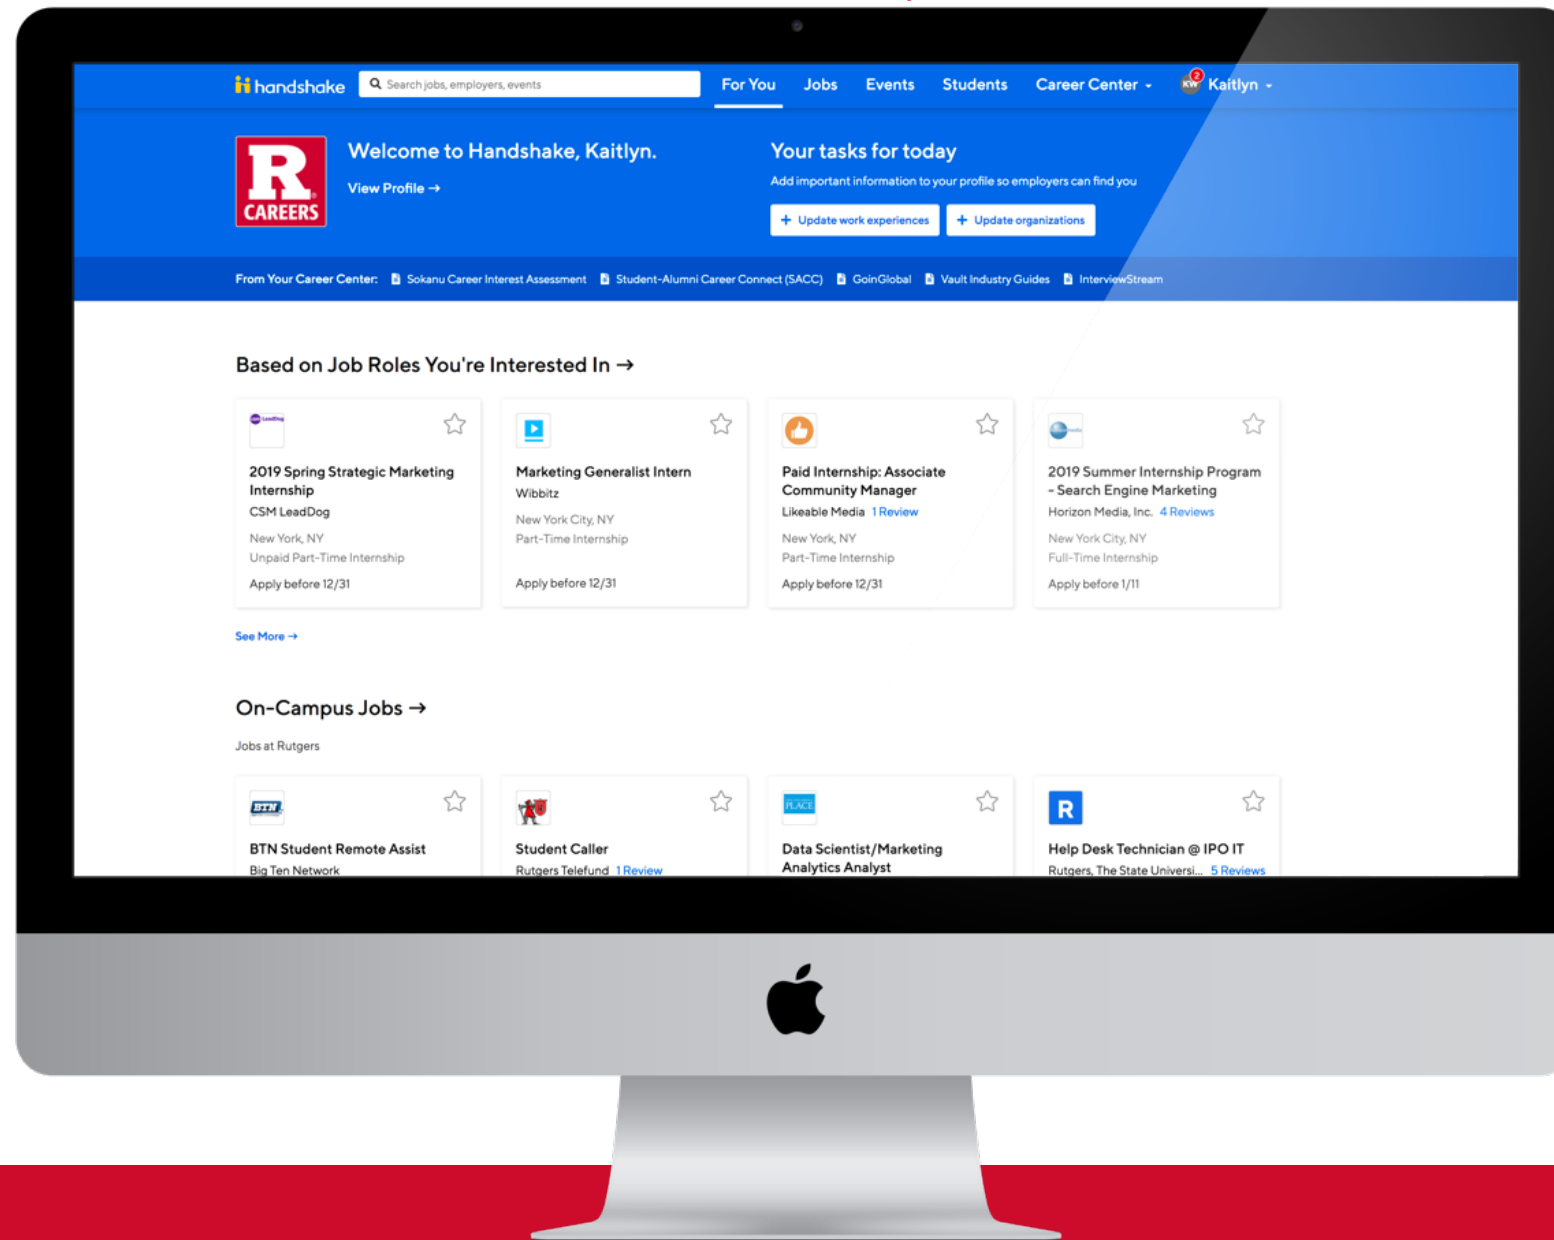 handshake
Search jobs, employers, events
For You
Jobs
Events
Students
Career Center
KW
2
Kaitlyn
R
CAREERS
Welcome to Handshake, Kaitlyn.
View Profile →
Your tasks for today
Add important information to your profile so employers can find you
+ Update work experiences
+ Update organizations
From Your Career Center:
Sokanu Career Interest Assessment
Student-Alumni Career Connect (SACC)
GoinGlobal
Vault Industry Guides
InterviewStream
Based on Job Roles You're Interested In →
LeadDog
2019 Spring Strategic Marketing
Internship
CSM LeadDog
New York, NY
Unpaid Part-Time Internship
Apply before 12/31
Marketing Generalist Intern
Wibbitz
New York City, NY
Part-Time Internship
Apply before 12/31
Paid Internship: Associate
Community Manager
Likeable Media 1 Review
New York, NY
Part-Time Internship
Apply before 12/31
media
2019 Summer Internship Program
- Search Engine Marketing
Horizon Media, Inc. 4 Reviews
New York City, NY
Full-Time Internship
Apply before 1/11
See More →
On-Campus Jobs →
Jobs at Rutgers
BTN
BTN Student Remote Assist
Big Ten Network
R
Student Caller
Rutgers Telefund 1 Review
PLACE
Data Scientist/Marketing
Analytics Analyst
R
Help Desk Technician @ IPO IT
Rutgers, The State Universi... 5 Reviews